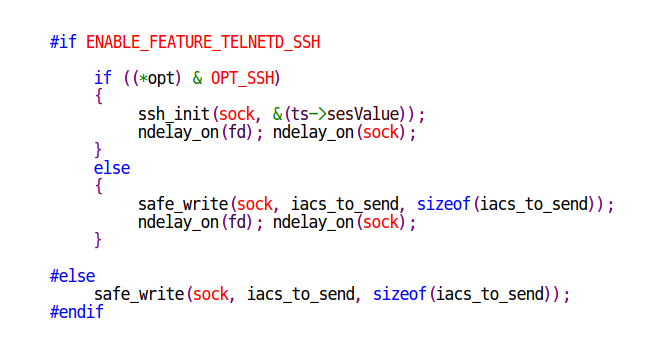 #if ENABLE_FEATURE_TELNETD_SSH
if ((*opt) & OPT_SSH)
{
ssh_init(sock, &(ts->sesValue));
ndelay_on(fd); ndelay_on(sock);
}
else
{
safe_write(sock, iacs_to_send, sizeof(iacs_to_send));
ndelay_on(fd); ndelay_on(sock);
}
#else
safe_write(sock, iacs_to_send, sizeof(iacs_to_send));
#endif